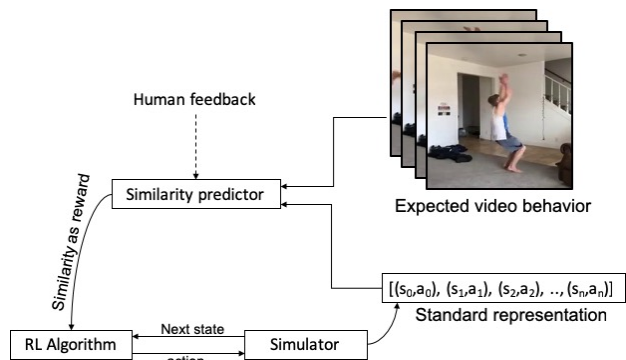 Human feedback
Similarity predictor
Expected video behavior
Similarity as reward
[(s₀,a₀), (s₁,a₁), (s₂,a₂), ..,(sₙ,aₙ)]
Standard representation
Next state
RL Algorithm
Simulator
action